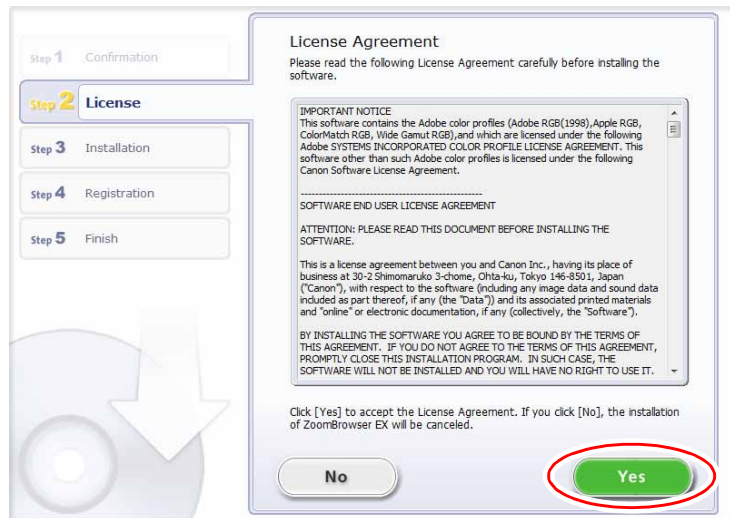 Step 1 Confirmation
Step 2 License
Step 3 Installation
Step 4 Registration
Step 5 Finish
License Agreement
Please read the following License Agreement carefully before installing the
software.
IMPORTANT NOTICE
This software contains the Adobe color profiles (Adobe RGB(1998),Apple RGB,
ColorMatch RGB, Wide Gamut RGB),and which are licensed under the following
Adobe SYSTEMS INCORPORATED COLOR PROFILE LICENSE AGREEMENT. This
software other than such Adobe color profiles is licensed under the following
Canon Software License Agreement.
--------------------------------------------------
SOFTWARE END USER LICENSE AGREEMENT
ATTENTION: PLEASE READ THIS DOCUMENT BEFORE INSTALLING THE
SOFTWARE.
This is a license agreement between you and Canon Inc., having its place of
business at 30-2 Shimomaruko 3-chome, Ohta-ku, Tokyo 146-8501, Japan
("Canon"), with respect to the software (including any image data and sound data
included as part thereof, if any (the "Data")) and its associated printed materials
and "online" or electronic documentation, if any (collectively, the "Software").
BY INSTALLING THE SOFTWARE YOU AGREE TO BE BOUND BY THE TERMS OF
THIS AGREEMENT. IF YOU DO NOT AGREE TO THE TERMS OF THIS AGREEMENT,
PROMPTLY CLOSE THIS INSTALLATION PROGRAM. IN SUCH CASE, THE
SOFTWARE WILL NOT BE INSTALLED AND YOU WILL HAVE NO RIGHT TO USE IT.
Click [Yes] to accept the License Agreement. If you click [No], the installation
of ZoomBrowser EX will be canceled.
No
Yes